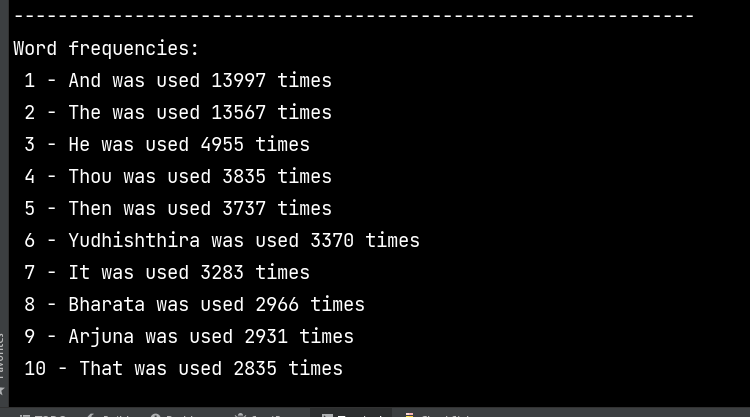 --------------------------------------------------------------
Word frequencies:
1 - And was used 13997 times
2 - The was used 13567 times
3 - He was used 4955 times
4 - Thou was used 3835 times
5 - Then was used 3737 times
6 - Yudhishthira was used 3370 times
7 - It was used 3283 times
8 - Bharata was used 2966 times
9 - Arjuna was used 2931 times
10 - That was used 2835 times